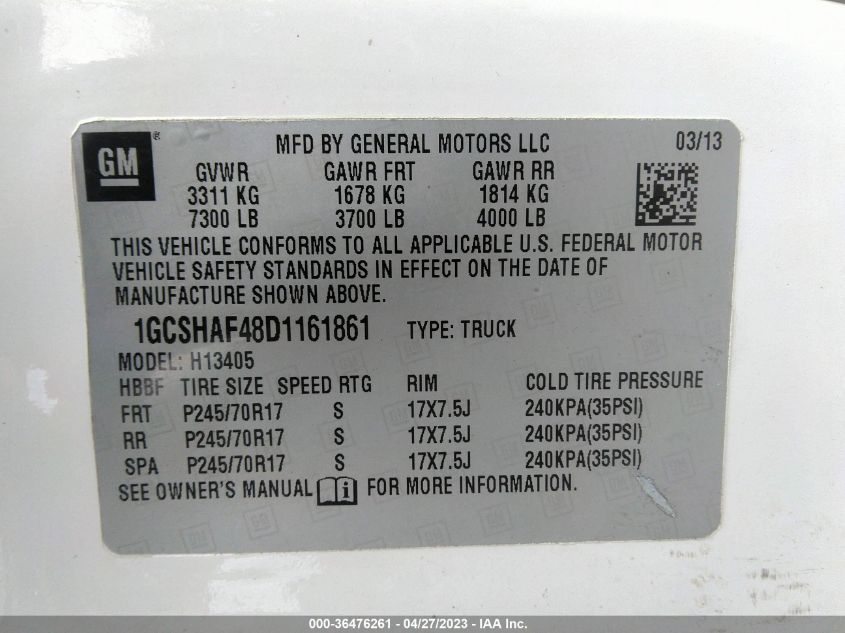 GM ® MFD BY GENERAL MOTORS LLC 03/13
GVWR GAWR FRT GAWR RR
3311 KG 1678 KG 1814 KG
7300 LB 3700 LB 4000 LB
THIS VEHICLE CONFORMS TO ALL APPLICABLE U.S. FEDERAL MOTOR
VEHICLE SAFETY STANDARDS IN EFFECT ON THE DATE OF
MANUFACTURE SHOWN ABOVE.
1GCSHAF48D1161861 TYPE: TRUCK
MODEL: H13405
HBBF TIRE SIZE SPEED RTG RIM COLD TIRE PRESSURE
FRT P245/70R17 S 17X7.5J 240KPA(35PSI)
RR P245/70R17 S 17X7.5J 240KPA(35PSI)
SPA P245/70R17 S 17X7.5J 240KPA(35PSI)
SEE OWNER'S MANUAL i FOR MORE INFORMATION.
000-36476261 - 04/27/2023 - IAA Inc.